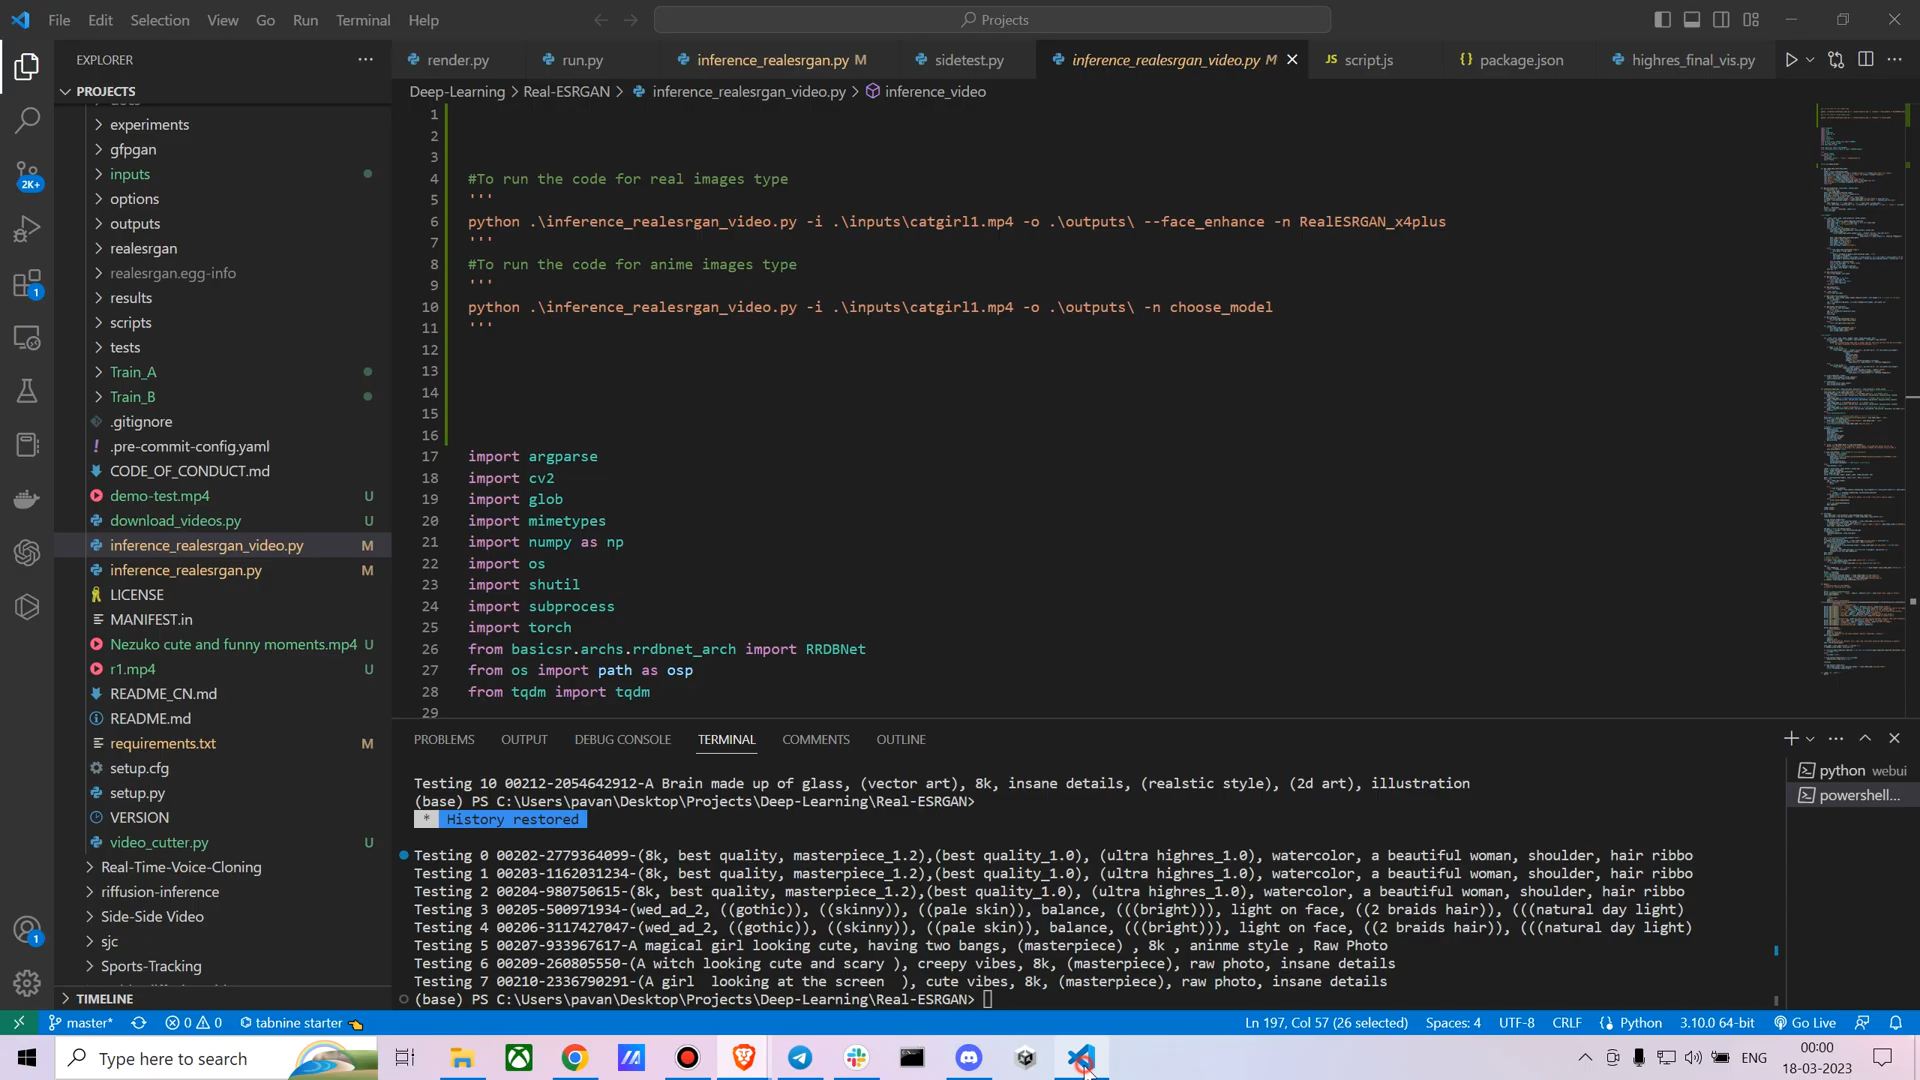 File Edit Selection View Go Run Terminal Help
Projects
EXPLORER
render.py
run.py
inference_realesrgan.py M
sidetest.py
inference_realesrgan_video.py M
JS script.js
{} package.json
highres_final_vis.py
PROJECTS
experiments
gfpgan
inputs
options
outputs
realesrgan
realesrgan.egg-info
results
scripts
tests
Train_A
Train_B
.gitignore
! .pre-commit-config.yaml
CODE_OF_CONDUCT.md
demo-test.mp4 U
download_videos.py U
inference_realesrgan_video.py M
inference_realesrgan.py M
LICENSE
MANIFEST.in
Nezuko cute and funny moments.mp4 U
r1.mp4 U
README_CN.md
README.md
requirements.txt M
setup.cfg
setup.py
VERSION
video_cutter.py U
Real-Time-Voice-Cloning
riffusion-inference
Side-Side Video
sjc
Sports-Tracking
TIMELINE
2K+
1
1
Deep-Learning > Real-ESRGAN > inference_realesrgan_video.py > inference_video
1
2
3
4 #To run the code for real images type
5 '''
6 python .\inference_realesrgan_video.py -i .\inputs\catgirl1.mp4 -o .\outputs\ --face_enhance -n RealESRGAN_x4plus
7 '''
8 #To run the code for anime images type
9 '''
10 python .\inference_realesrgan_video.py -i .\inputs\catgirl1.mp4 -o .\outputs\ -n choose_model
11 '''
12
13
14
15
16
17 import argparse
18 import cv2
19 import glob
20 import mimetypes
21 import numpy as np
22 import os
23 import shutil
24 import subprocess
25 import torch
26 from basicsr.archs.rrdbnet_arch import RRDBNet
27 from os import path as osp
28 from tqdm import tqdm
29
PROBLEMS OUTPUT DEBUG CONSOLE TERMINAL COMMENTS OUTLINE
python webui
powershell...
Testing 10 00212-2054642912-A Brain made up of glass, (vector art), 8k, insane details, (realstic style), (2d art), illustration
(base) PS C:\Users\pavan\Desktop\Projects\Deep-Learning\Real-ESRGAN>
* History restored
Testing 0 00202-2779364099-(8k, best quality, masterpiece_1.2),(best quality_1.0), (ultra highres_1.0), watercolor, a beautiful woman, shoulder, hair ribbo
Testing 1 00203-1162031234-(8k, best quality, masterpiece_1.2),(best quality_1.0), (ultra highres_1.0), watercolor, a beautiful woman, shoulder, hair ribbo
Testing 2 00204-980750615-(8k, best quality, masterpiece_1.2),(best quality_1.0), (ultra highres_1.0), watercolor, a beautiful woman, shoulder, hair ribbo
Testing 3 00205-500971934-(wed_ad_2, ((gothic)), ((skinny)), ((pale skin)), balance, (((bright))), light on face, ((2 braids hair)), (((natural day light)
Testing 4 00206-3117427047-(wed_ad_2, ((gothic)), ((skinny)), ((pale skin)), balance, (((bright))), light on face, ((2 braids hair)), (((natural day light)
Testing 5 00207-933967617-A magical girl looking cute, having two bangs, (masterpiece) , 8k , aninme style , Raw Photo
Testing 6 00209-260805550-(A witch looking cute and scary ), creepy vibes, 8k, (masterpiece), raw photo, insane details
Testing 7 00210-2336790291-(A girl  looking at the screen  ), cute vibes, 8k, (masterpiece), raw photo, insane details
(base) PS C:\Users\pavan\Desktop\Projects\Deep-Learning\Real-ESRGAN>
master* 0 0 tabnine starter
Ln 197, Col 57 (26 selected) Spaces: 4 UTF-8 CRLF Python 3.10.0 64-bit Go Live
Type here to search
ENG
00:00
18-03-2023